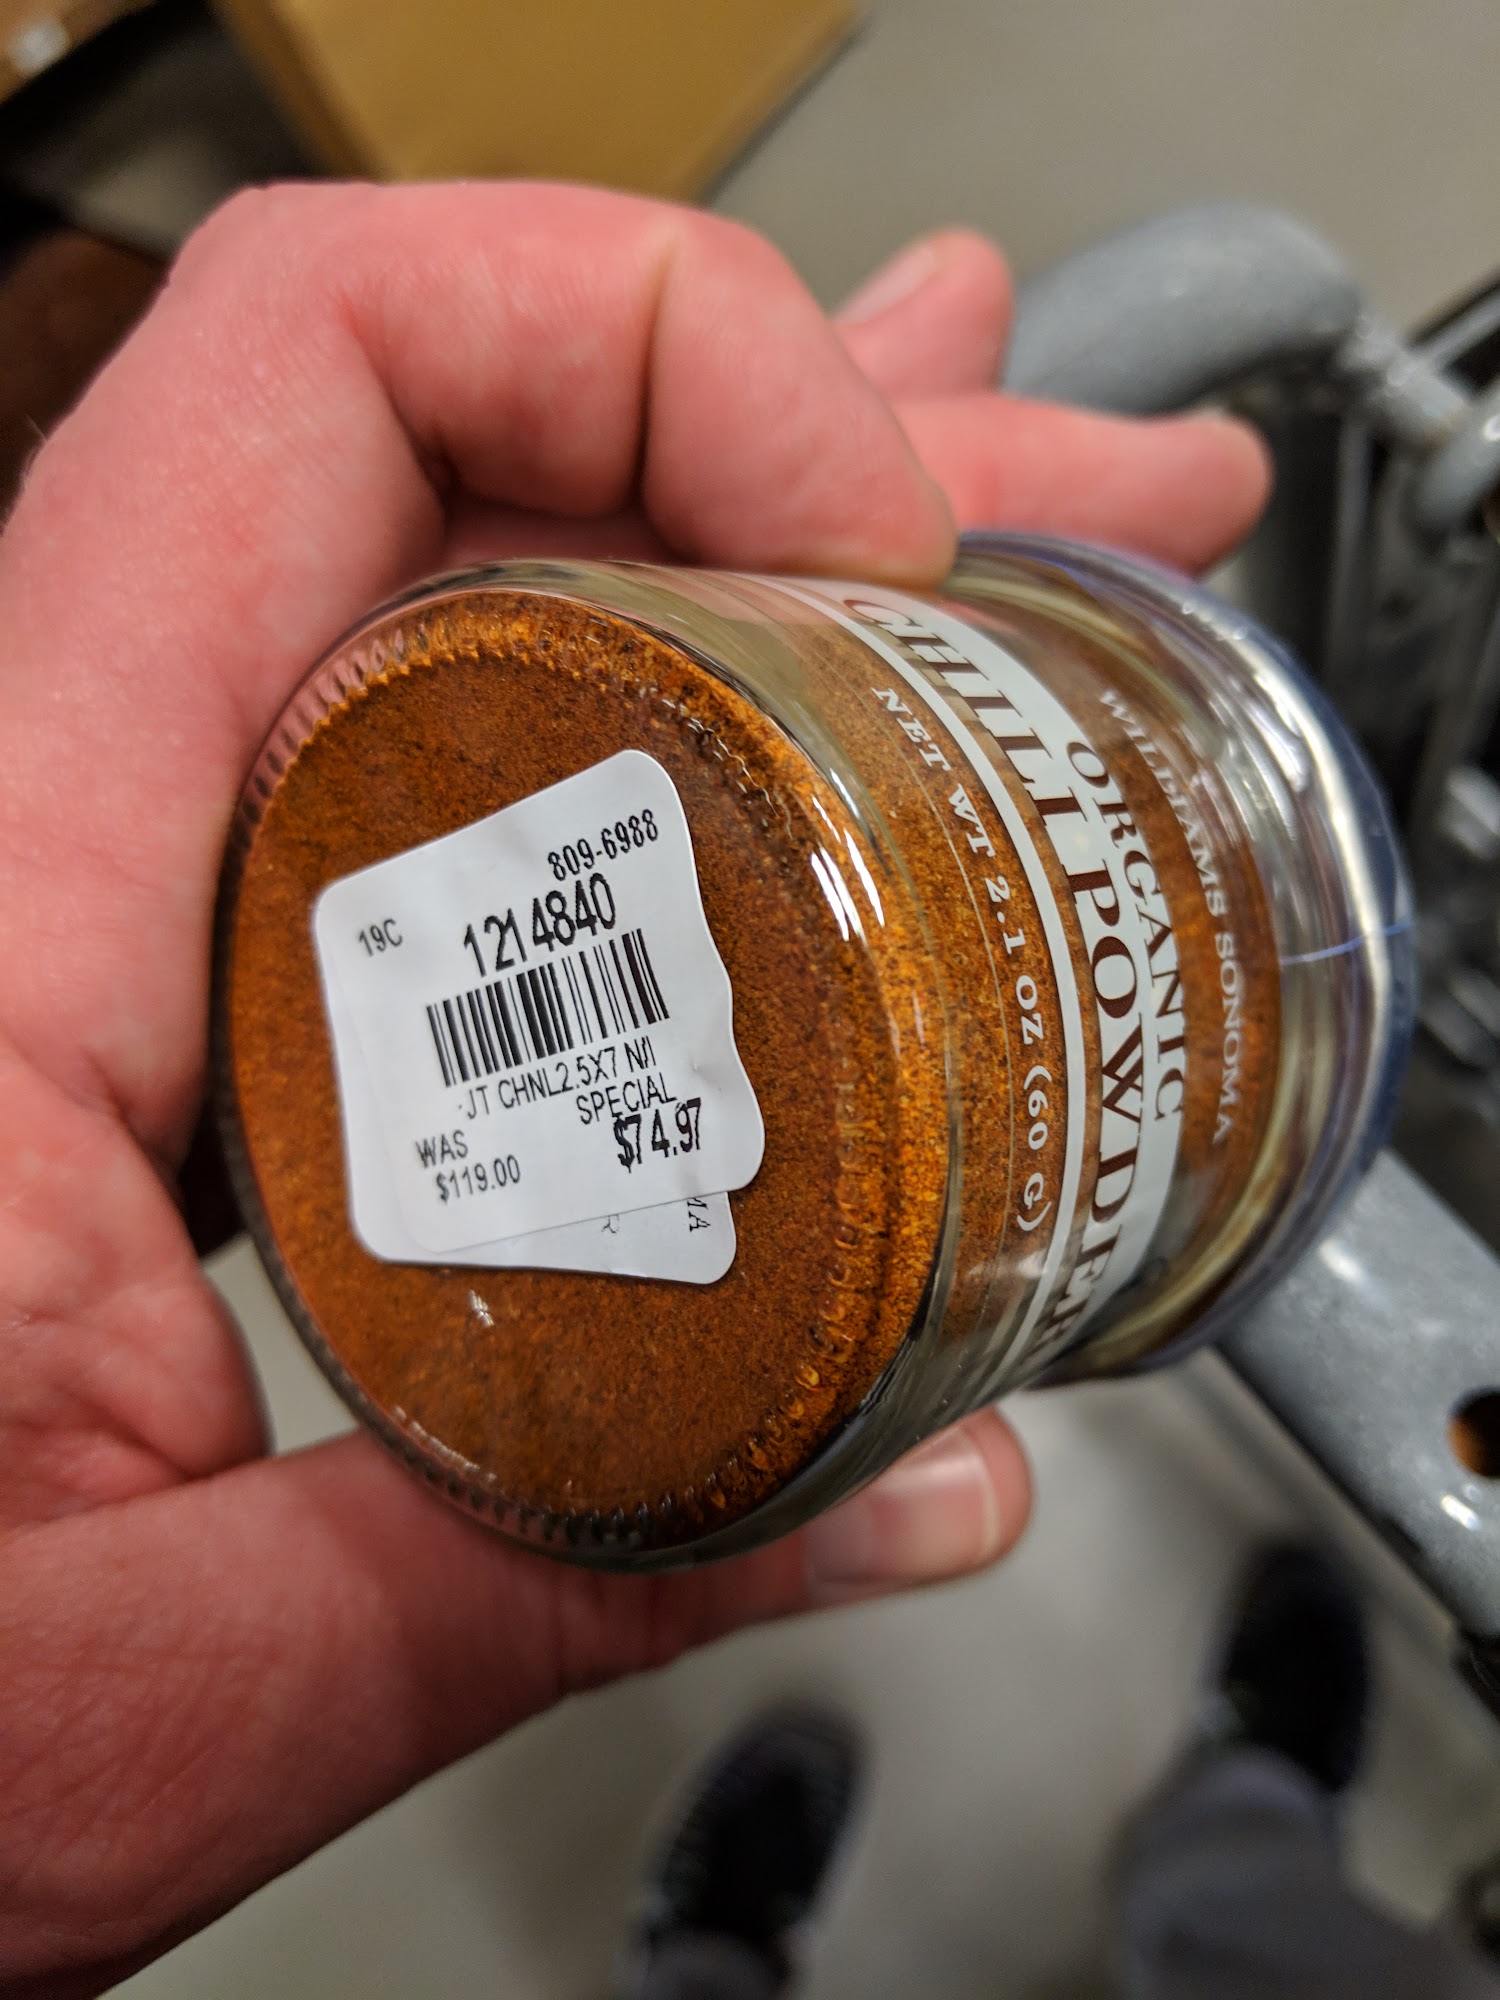 809-6988
19C
1214840
-JT CHNL2.5X7 N/I
SPECIAL
WAS
$74.97
$119.00
R
MA
WILLIAMS SONOMA
ORGANIC
CHILI POWDER
NET WT 2.1 OZ (60 G)